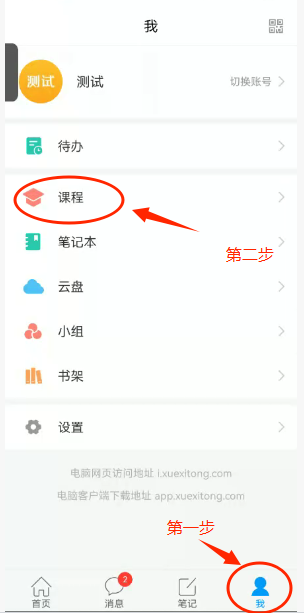 我
测试
测试
切换账号
待办
课程
第二步
笔记本
云盘
小组
书架
设置
电脑网页访问地址 i.xuexitong.com
电脑客户端下载地址 app.xuexitong.com
第一步
2
首页
消息
笔记
我